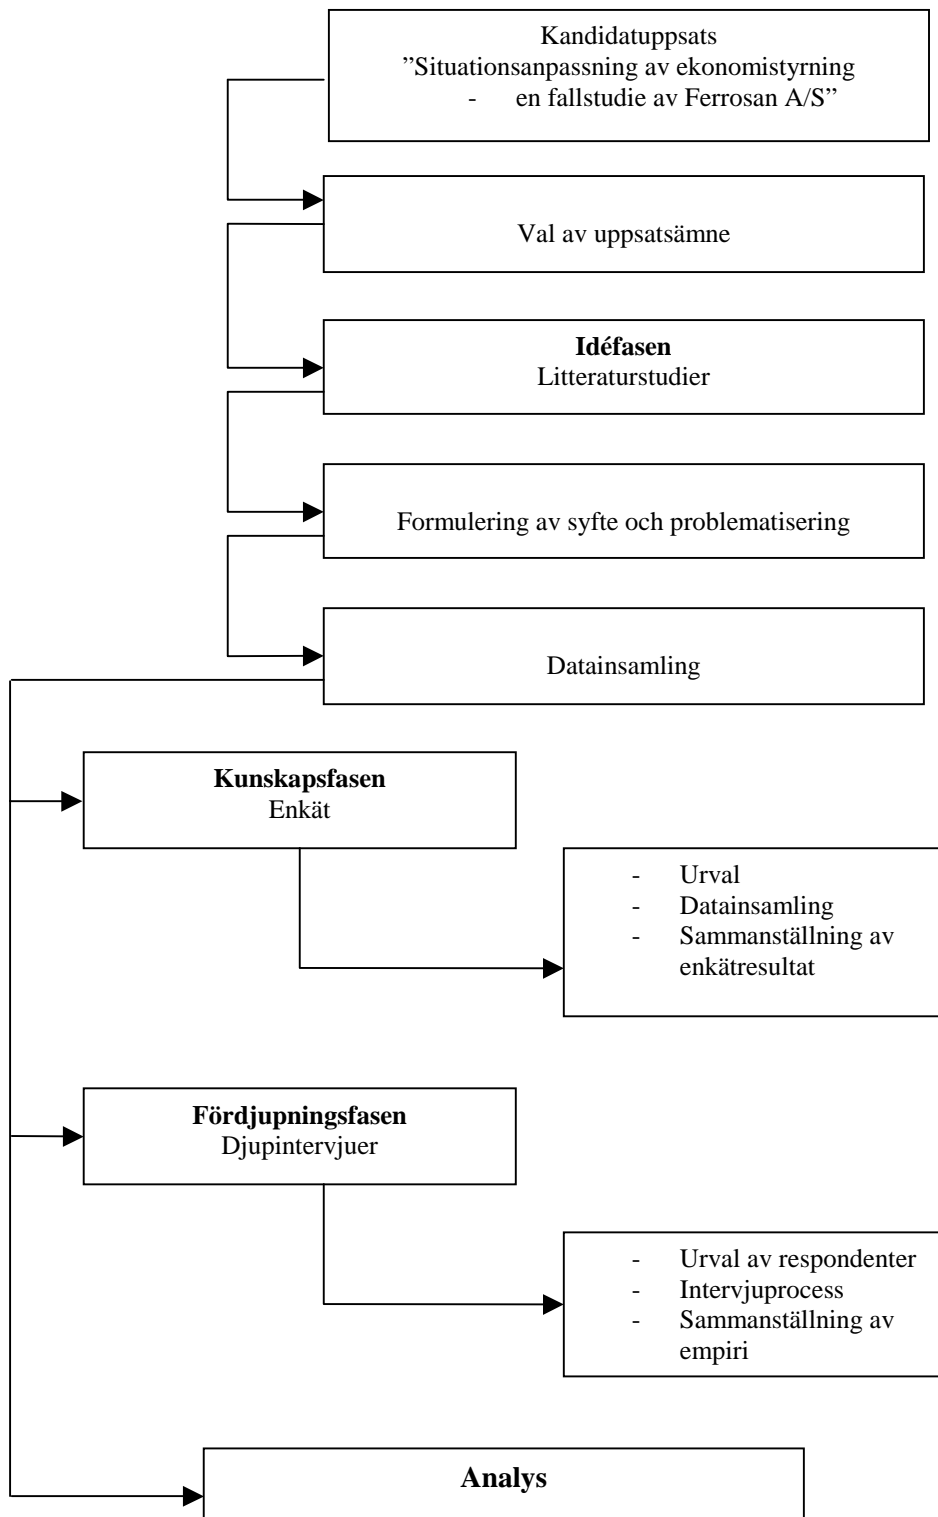 Kandidatuppsats
”Situationsanpassning av ekonomistyrning
- en fallstudie av Ferrosan A/S”
Val av uppsatsämne
Idéfasen
Litteraturstudier
Formulering av syfte och problematisering
Datainsamling
Kunskapsfasen
Enkät
- Urval
- Datainsamling
- Sammanställning av
enkätresultat
Fördjupningsfasen
Djupintervjuer
- Urval av respondenter
- Intervjuprocess
- Sammanställning av
empiri
Analys